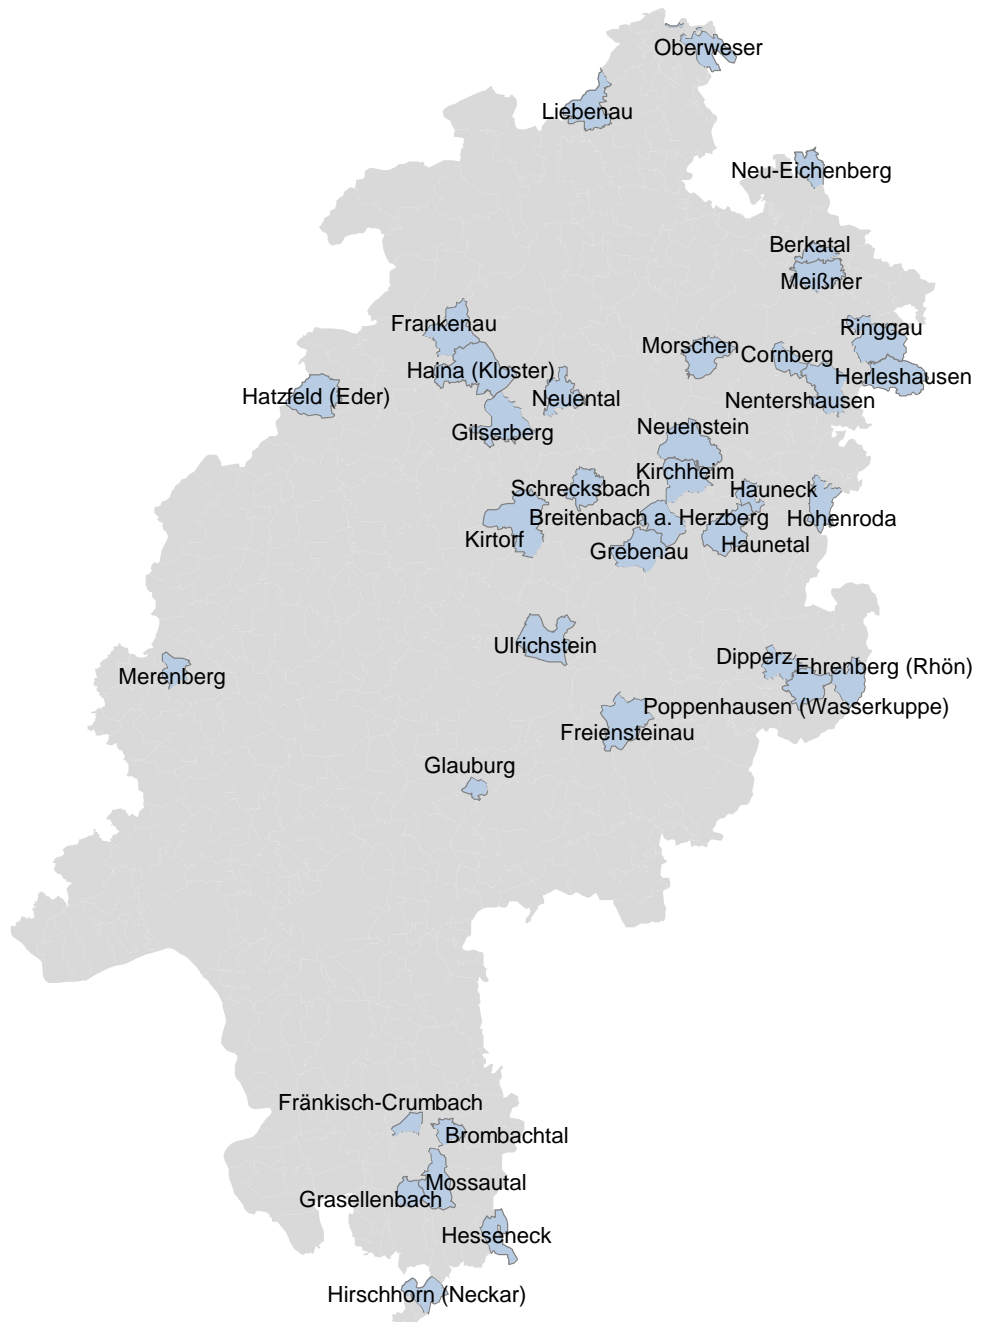 Oberweser
Liebenau
Neu-Eichenberg
Berkatal
Meißner
Frankenau
Ringgau
Morschen
Cornberg
Haina (Kloster)
Herleshausen
Hatzfeld (Eder)
Neuental
Nentershausen
Gilserberg
Neuenstein
Kirchheim
Schrecksbach
Hauneck
Breitenbach a. Herzberg
Hohenroda
Kirtorf
Grebenau
Haunetal
Ulrichstein
Dipperz
Ehrenberg (Rhön)
Merenberg
Poppenhausen (Wasserkuppe)
Freiensteinau
Glauburg
Fränkisch-Crumbach
Brombachtal
Mossautal
Grasellenbach
Hesseneck
Hirschhorn (Neckar)